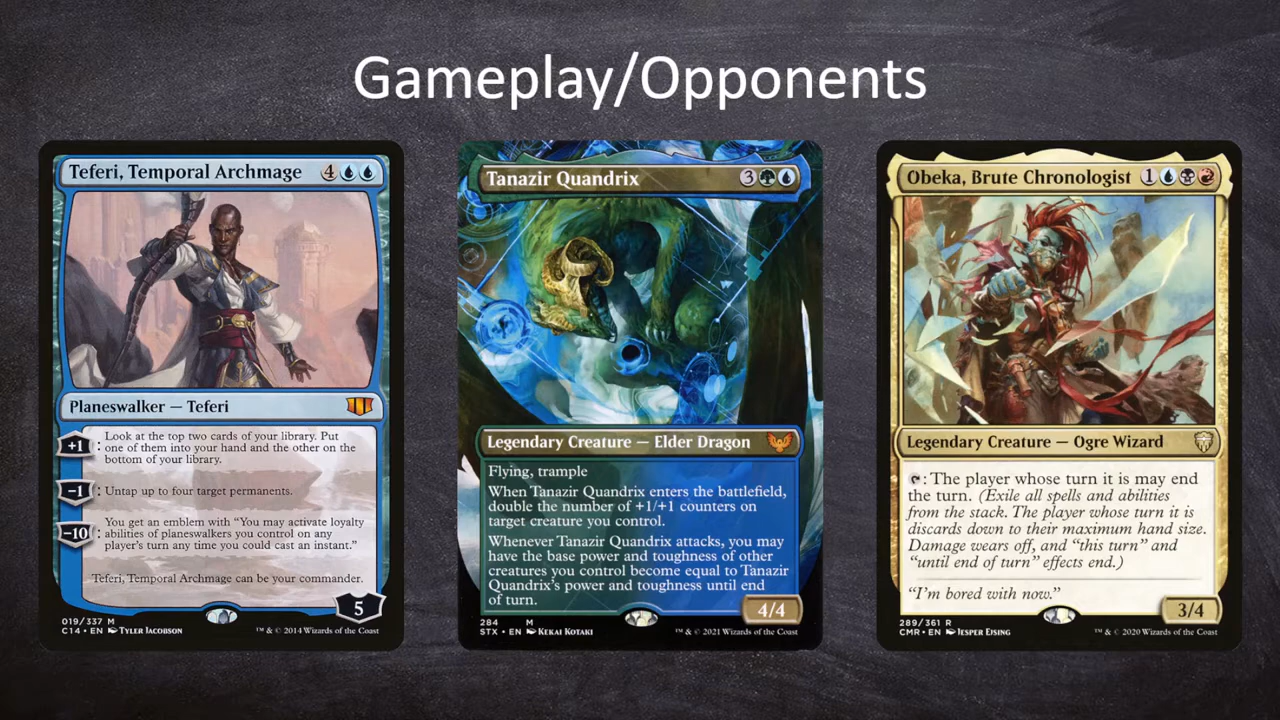 Gameplay/Opponents
Teferi, Temporal Archmage 4
Planeswalker — Teferi
+1 : Look at the top two cards of your library. Put
one of them into your hand and the other on the
bottom of your library.
-1 : Untap up to four target permanents.
-10 : You get an emblem with “You may activate loyalty
abilities of planeswalkers you control on any
player's turn any time you could cast an instant.”
Teferi, Temporal Archmage can be your commander.
5
019/337 M
C14 • EN Tyler Jacobson ™ & © 2014 Wizards of the Coast
Tanazir Quandrix 3
Legendary Creature — Elder Dragon
Flying, trample
When Tanazir Quandrix enters the battlefield,
double the number of +1/+1 counters on
target creature you control.
Whenever Tanazir Quandrix attacks, you may
have the base power and toughness of other
creatures you control become equal to Tanazir
Quandrix's power and toughness until end
of turn.
4/4
284 M
STX • EN Kekai Kotaki ™ & © 2021 Wizards of the Coast
Obeka, Brute Chronologist 1
Legendary Creature — Ogre Wizard
: The player whose turn it is may end
the turn. (Exile all spells and abilities
from the stack. The player whose turn it is
discards down to their maximum hand size.
Damage wears off, and “this turn” and
“until end of turn” effects end.)
“I'm bored with now.”
3/4
289/361 R
CMR • EN Jesper Ejsing ™ & © 2020 Wizards of the Coast